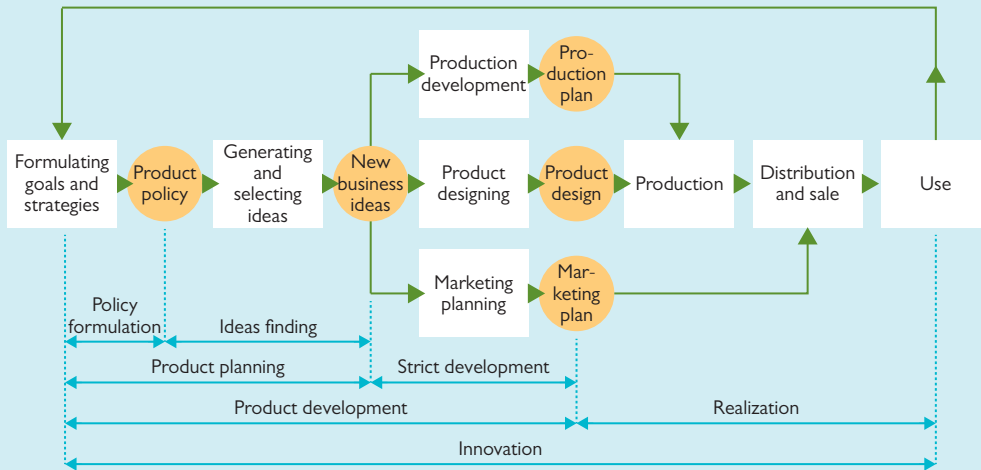 Production
development
Pro-
duction
plan
Formulating
goals and
strategies
Product
policy
Generating
and
selecting
ideas
New
business
ideas
Product
designing
Product
design
Production
Distribution
and sale
Use
Marketing
planning
Mar-
keting
plan
Policy
formulation
Ideas finding
Product planning
Strict development
Product development
Realization
Innovation